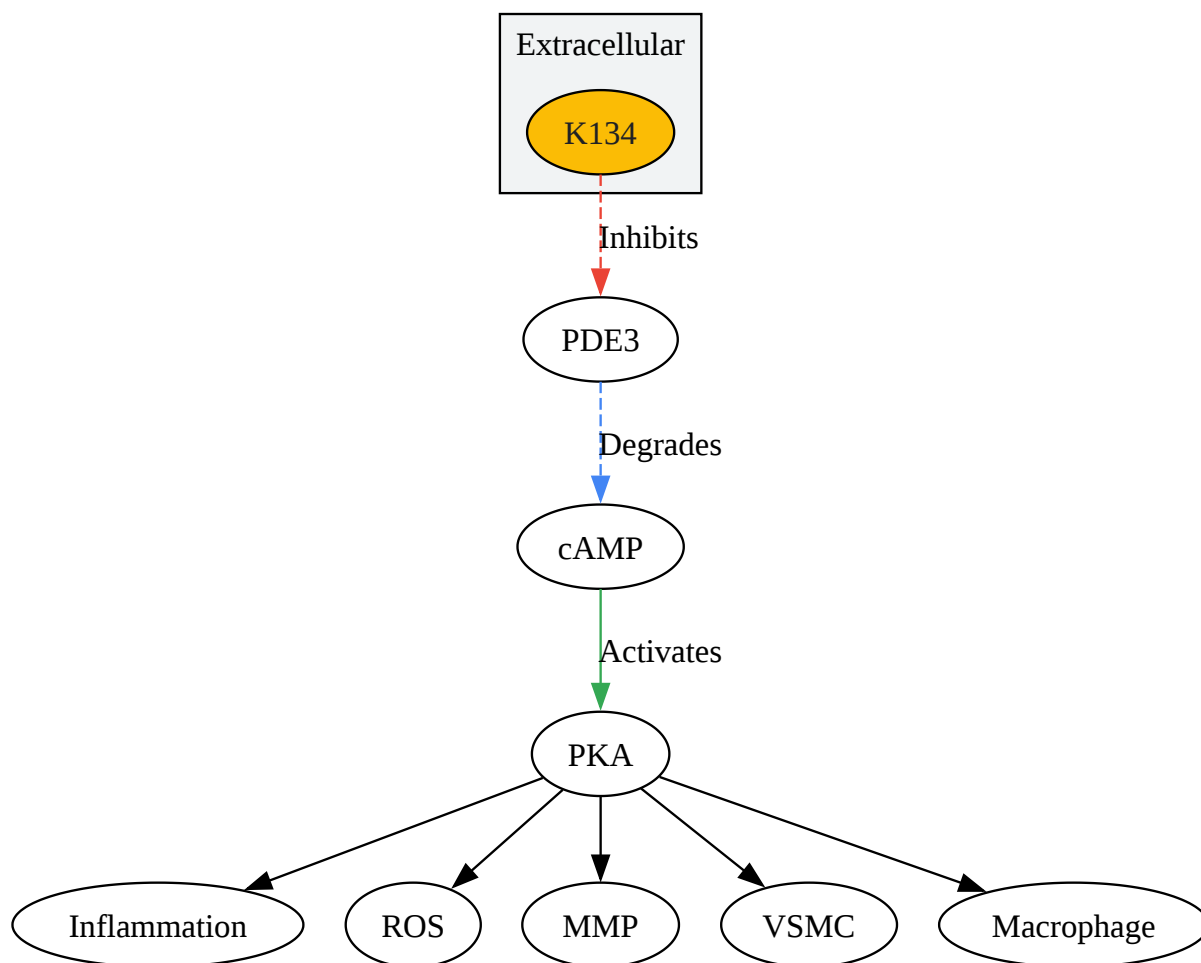 Extracellular
K134
Inhibits
PDE3
Degrades
cAMP
Activates
PKA
Inflammation
ROS
MMP
VSMC
Macrophage